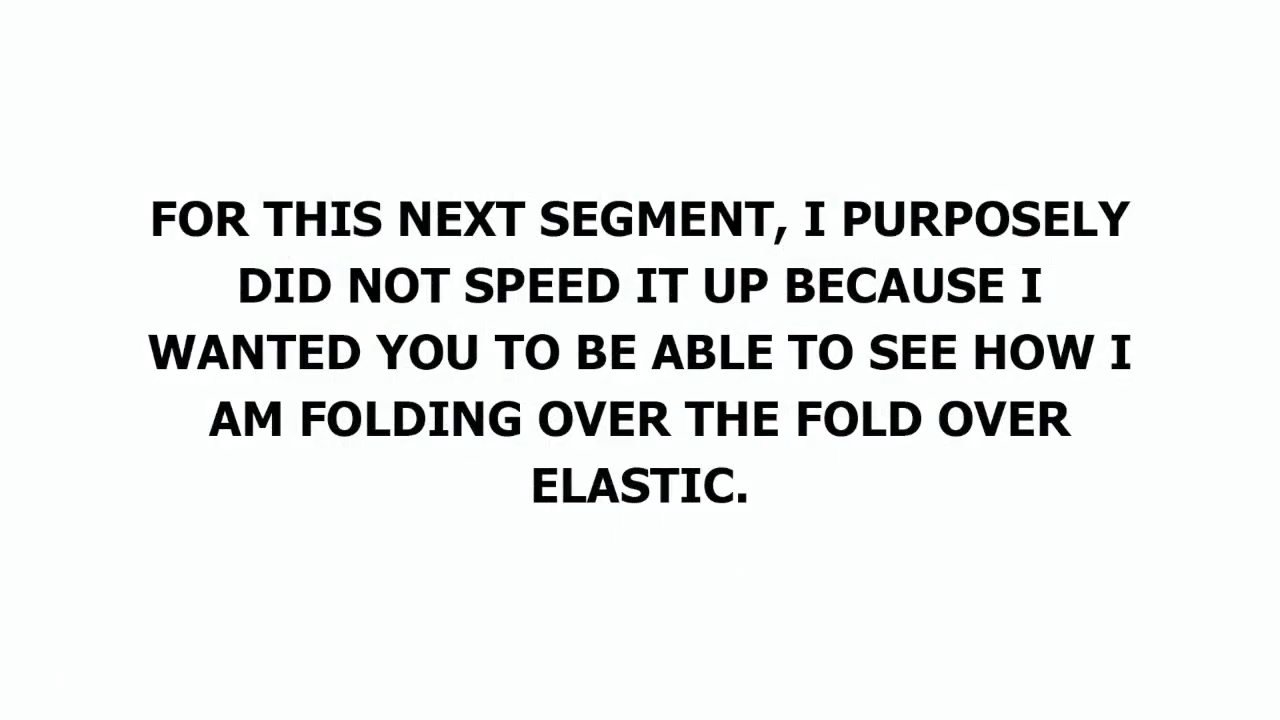 FOR THIS NEXT SEGMENT, I PURPOSELY
DID NOT SPEED IT UP BECAUSE I
WANTED YOU TO BE ABLE TO SEE HOW I
AM FOLDING OVER THE FOLD OVER
ELASTIC.